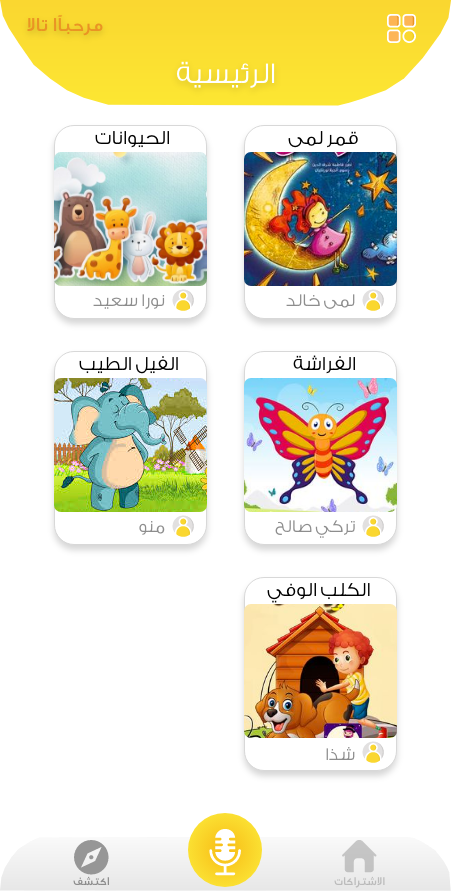 مرحباًا تالا
الرئيسية
قمر لمى
لمى خالد
الحيوانات
نورا سعيد
الفراشة
تركي صالح
الفيل الطيب
منو
الكلب الوفي
شذا
الاشتراكات
اكتشف